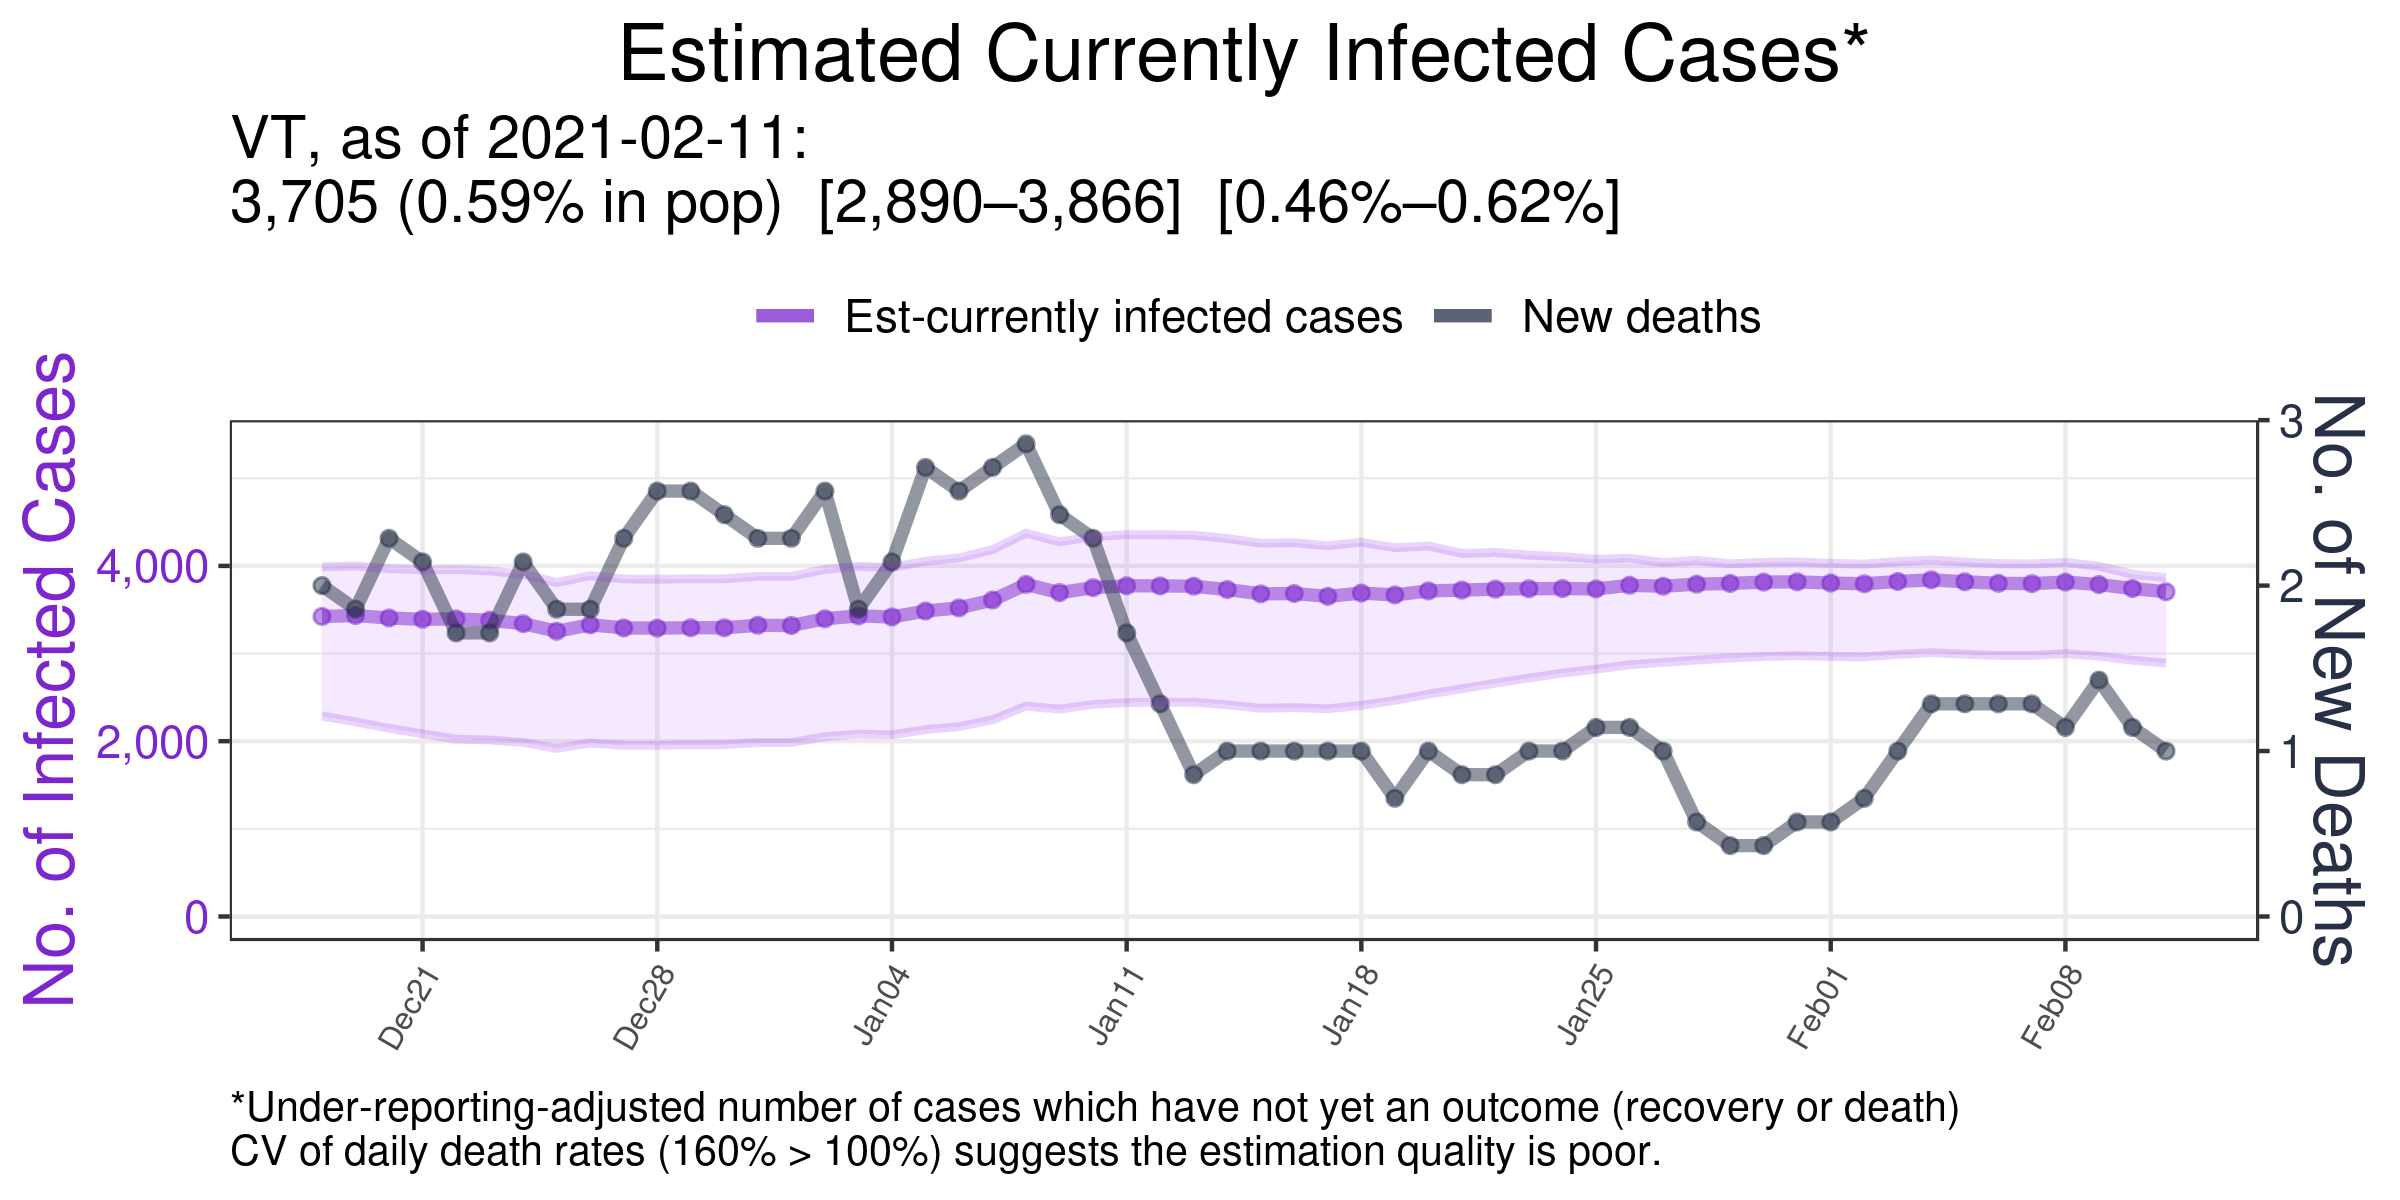 Estimated Currently Infected Cases*
VT, as of 2021-02-11:
3,705 (0.59% in pop)  [2,890–3,866]  [0.46%–0.62%]
Est-currently infected cases
New deaths
No. of Infected Cases
4,000
2,000
0
3
2
1
0
No. of New Deaths
Dec21
Dec28
Jan04
Jan11
Jan18
Jan25
Feb01
Feb08
*Under-reporting-adjusted number of cases which have not yet an outcome (recovery or death)
CV of daily death rates (160% > 100%) suggests the estimation quality is poor.